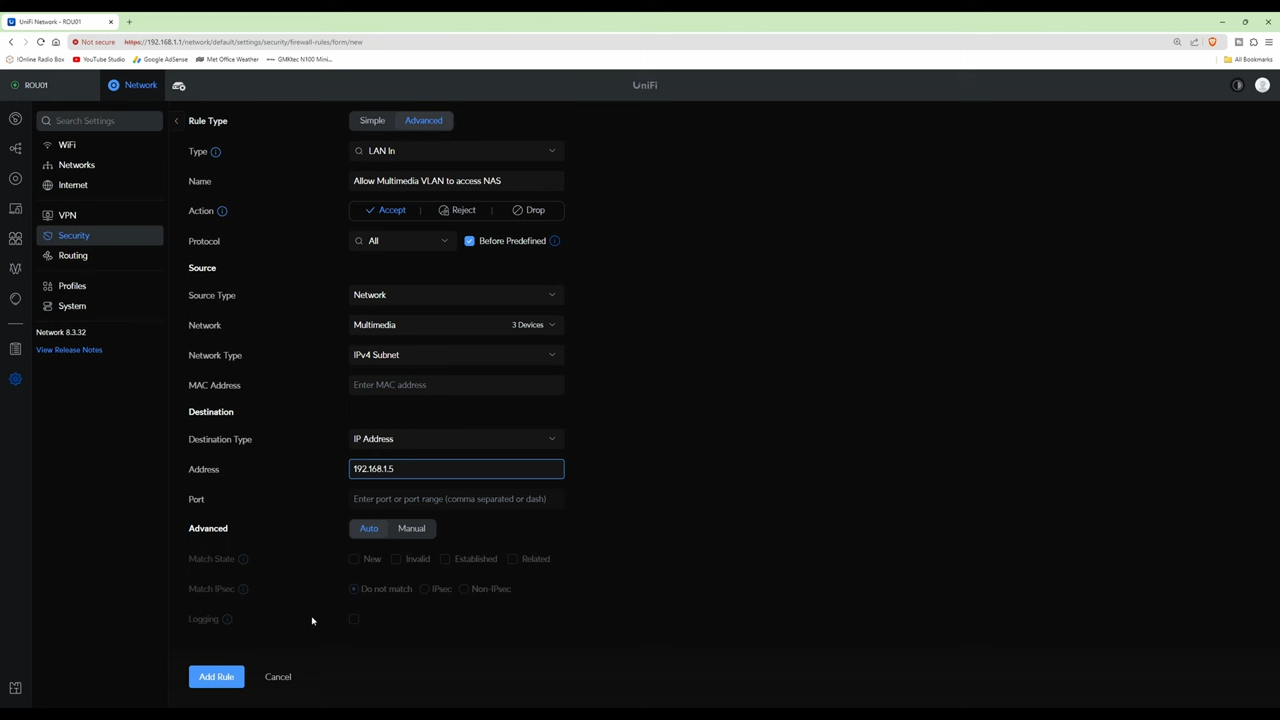 UniFi Network - ROU01
Not secure https://192.168.1.1/network/default/settings/security/firewall-rules/form/new
!Online Radio Box YouTube Studio Google AdSense Met Office Weather GMKtec N100 Mini... All Bookmarks
ROU01 Network UniFi
Search Settings
WiFi
Networks
Internet
VPN
Security
Routing
Profiles
System
Network 8.3.32
View Release Notes
Rule Type Simple Advanced
Type LAN In
Name Allow Multimedia VLAN to access NAS
Action Accept Reject Drop
Protocol All Before Predefined
Source
Source Type Network
Network Multimedia 3 Devices
Network Type IPv4 Subnet
MAC Address Enter MAC address
Destination
Destination Type IP Address
Address 192.168.1.5
Port Enter port or port range (comma separated or dash)
Advanced Auto Manual
Match State New Invalid Established Related
Match IPsec Do not match IPsec Non-IPsec
Logging
Add Rule Cancel